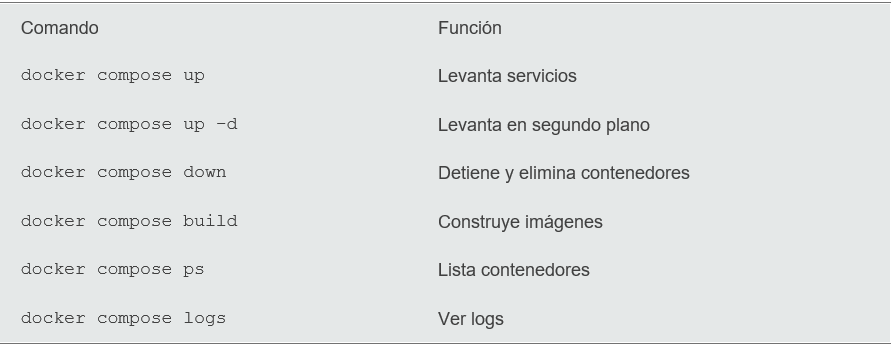 Comando Función
docker compose up Levanta servicios
docker compose up -d Levanta en segundo plano
docker compose down Detiene y elimina contenedores
docker compose build Construye imágenes
docker compose ps Lista contenedores
docker compose logs Ver logs